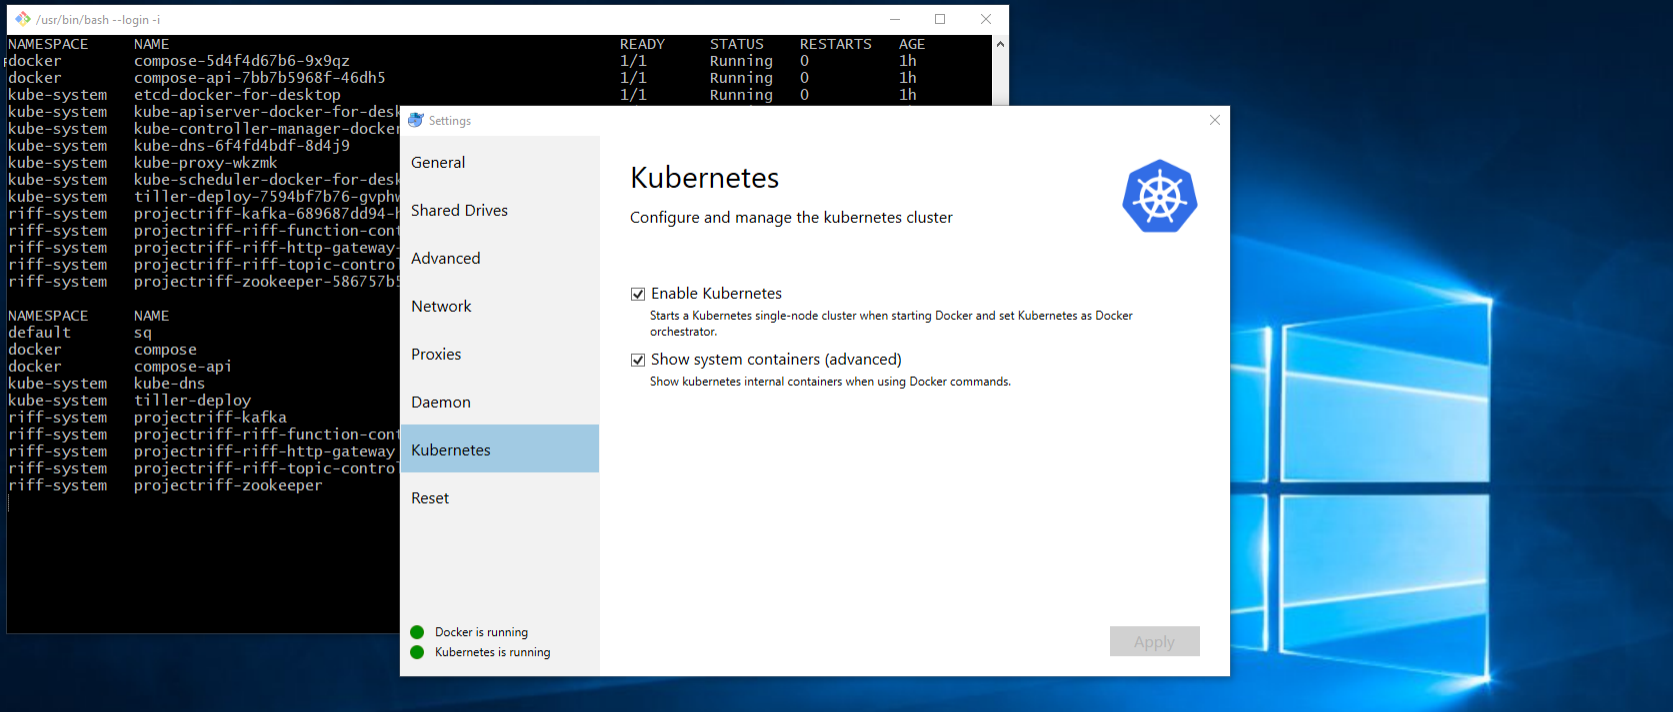 /usr/bin/bash --login -i
NAMESPACE NAME READY STATUS RESTARTS AGE
docker compose-5d4f4d67b6-9x9qz 1/1 Running 0 1h
docker compose-api-7bb7b5968f-46dh5 1/1 Running 0 1h
kube-system etcd-docker-for-desktop 1/1 Running 0 1h
kube-system kube-apiserver-docker-for-desk
kube-system kube-controller-manager-docker
kube-system kube-dns-6f4fd4bdf-8d4j9
kube-system kube-proxy-wkzmk
kube-system kube-scheduler-docker-for-desk
kube-system tiller-deploy-7594bf7b76-gvphw
riff-system projectriff-kafka-689687dd94-h
riff-system projectriff-riff-function-cont
riff-system projectriff-riff-http-gateway-
riff-system projectriff-riff-topic-control
riff-system projectriff-zookeeper-586757b5
NAMESPACE NAME
default sq
docker compose
docker compose-api
kube-system kube-dns
kube-system tiller-deploy
riff-system projectriff-kafka
riff-system projectriff-riff-function-cont
riff-system projectriff-riff-http-gateway
riff-system projectriff-riff-topic-control
riff-system projectriff-zookeeper
Settings
General
Shared Drives
Advanced
Network
Proxies
Daemon
Kubernetes
Reset
Docker is running
Kubernetes is running
Kubernetes
Configure and manage the kubernetes cluster
Enable Kubernetes
Starts a Kubernetes single-node cluster when starting Docker and set Kubernetes as Docker
orchestrator.
Show system containers (advanced)
Show kubernetes internal containers when using Docker commands.
Apply